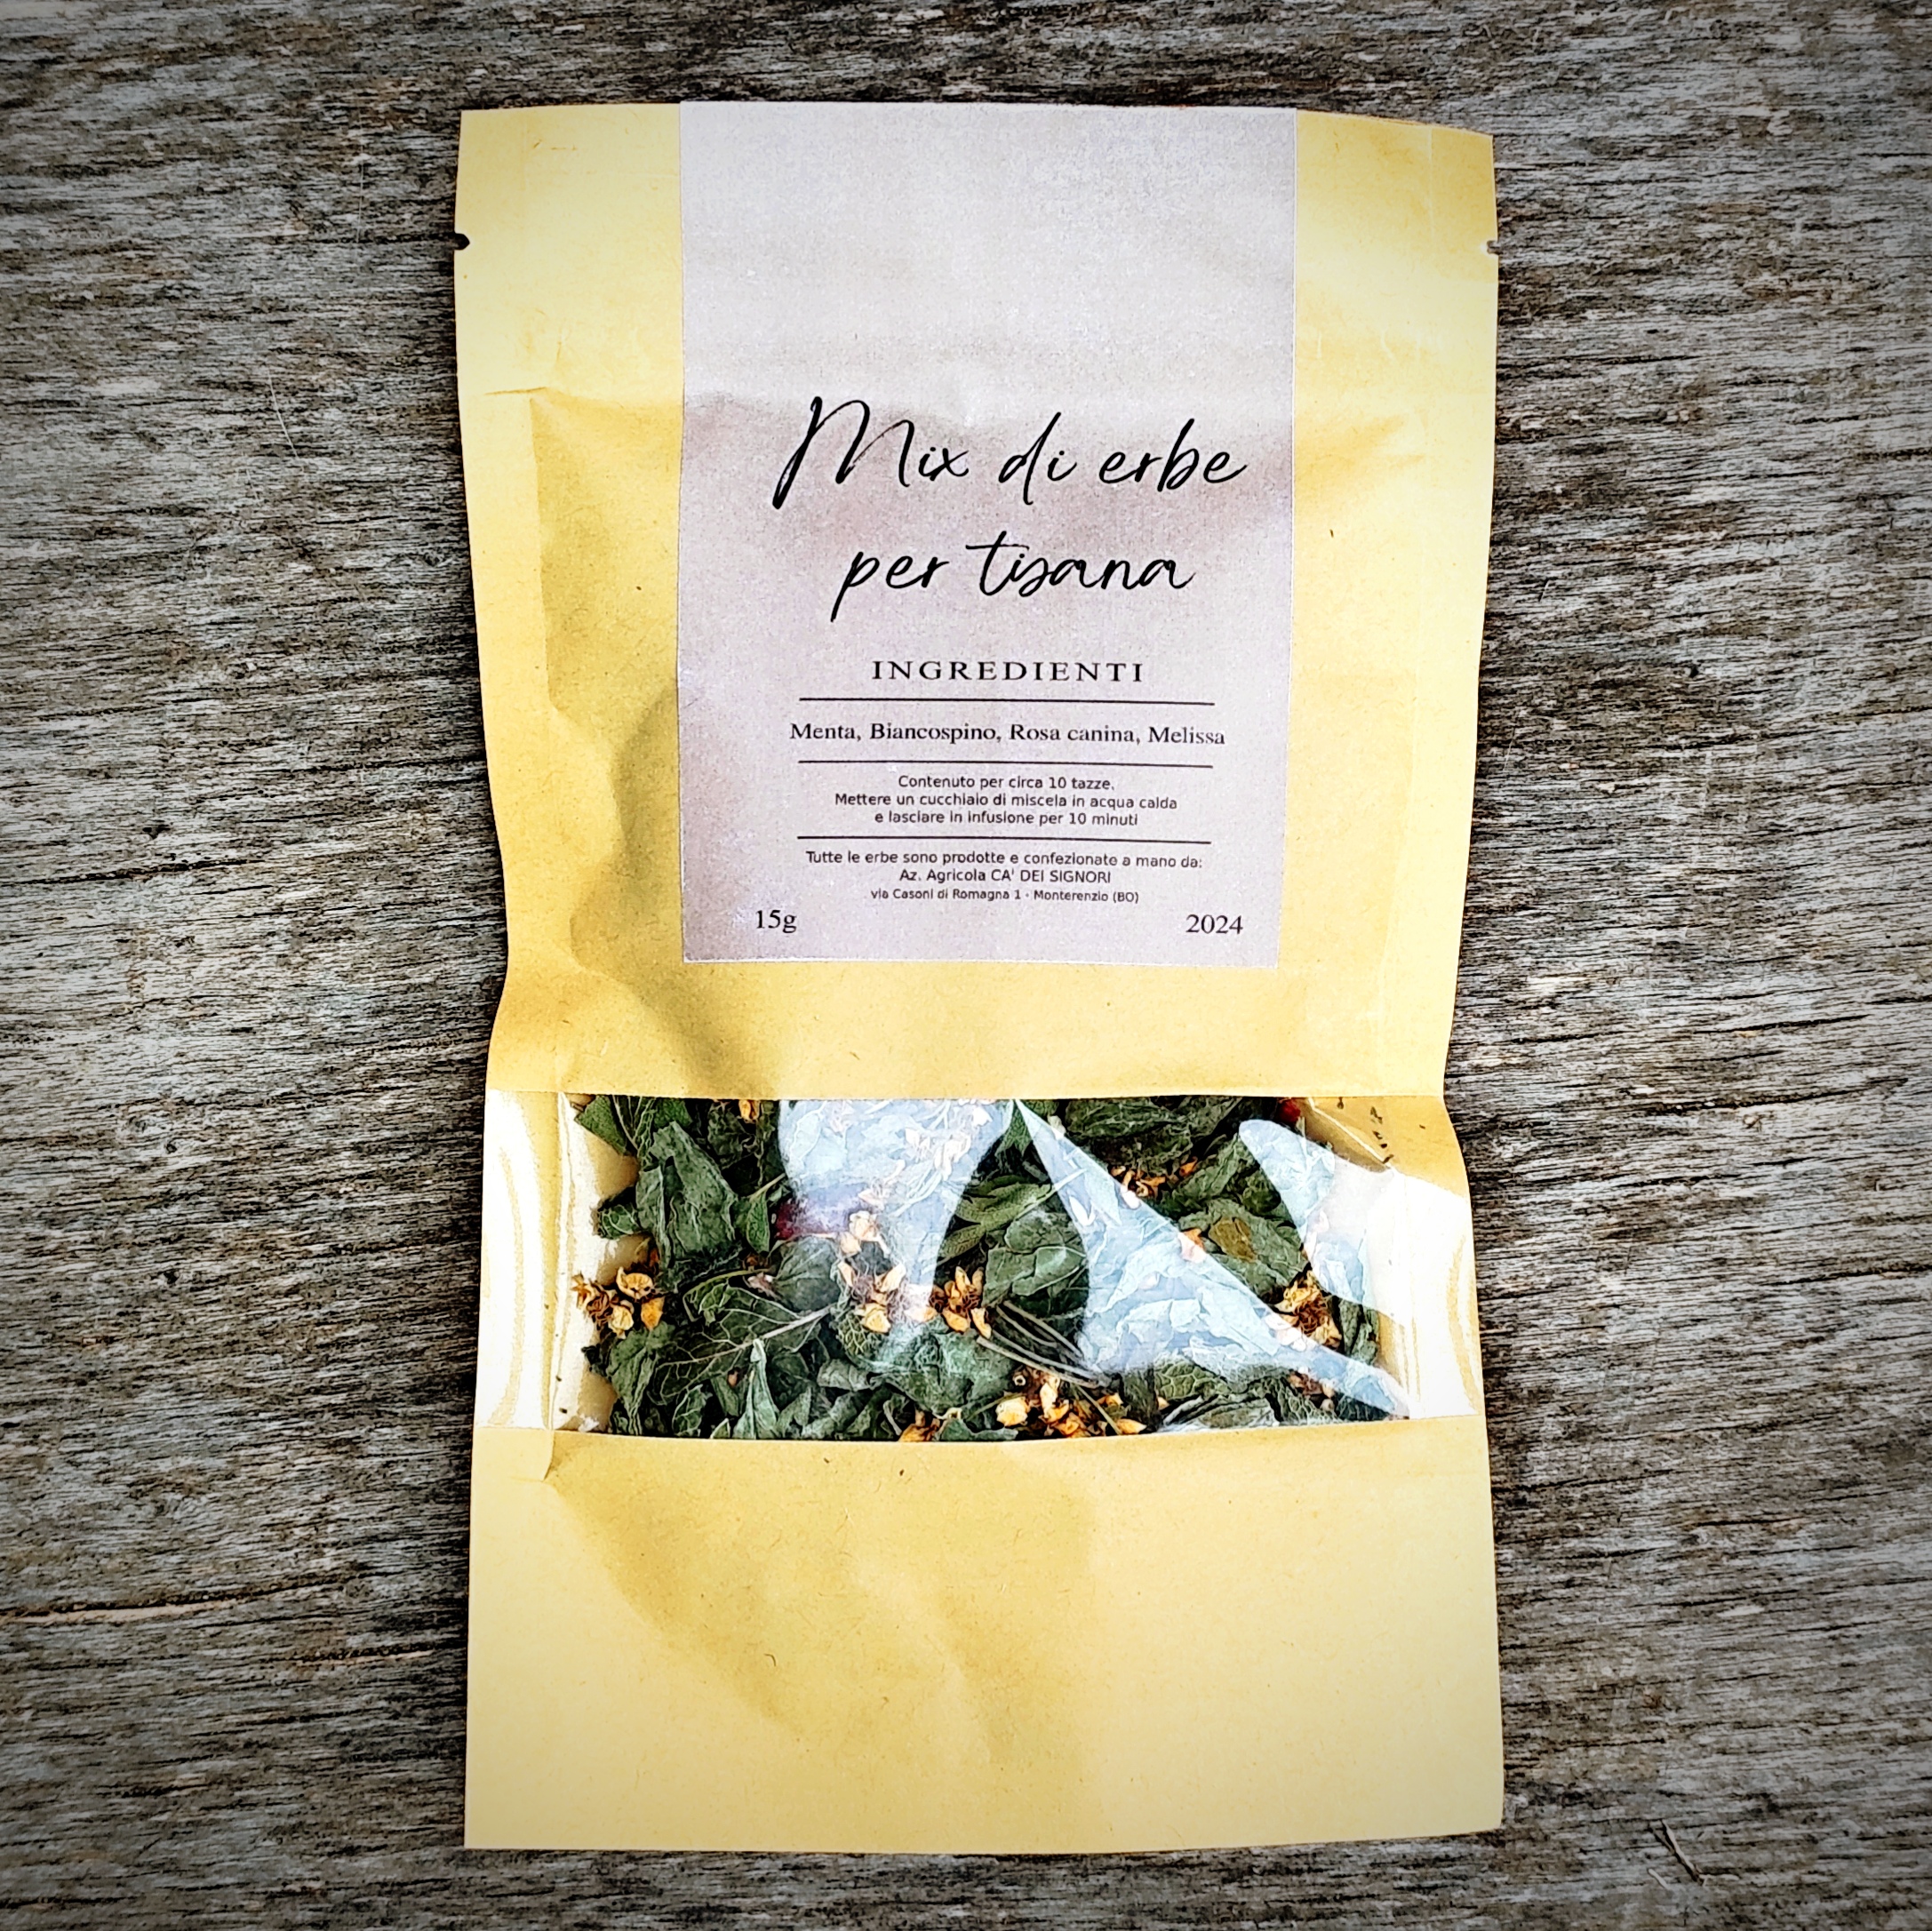 Mix di erbe
per tisana
INGREDIENTI
Menta, Biancospino, Rosa canina, Melissa
Contenuto per circa 10 tazze.
Mettere un cucchiaio di miscela in acqua calda
e lasciare in infusione per 10 minuti
Tutte le erbe sono prodotte e confezionate a mano da:
Az. Agricola CA' DEI SIGNORI
via Casoni di Romagna 1 - Monterenzio (BO)
15g 2024